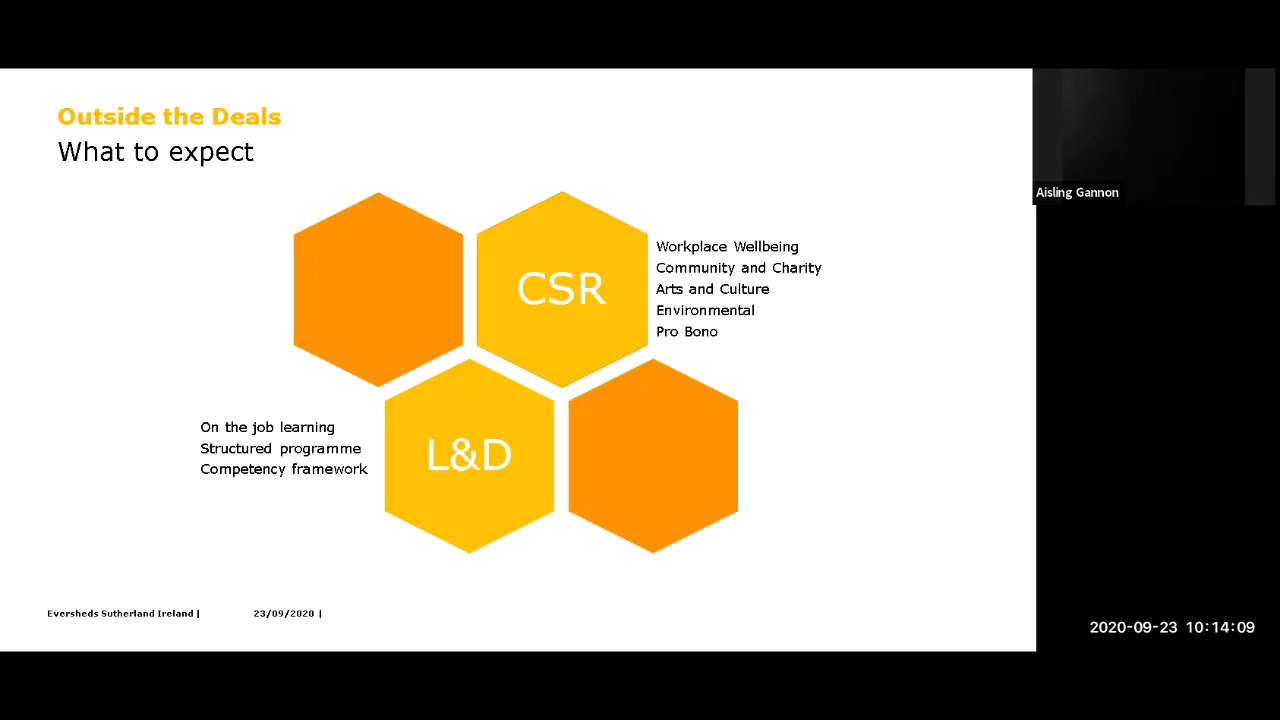 Outside the Deals
What to expect
CSR
Workplace Wellbeing
Community and Charity
Arts and Culture
Environmental
Pro Bono
On the job learning
Structured programme
Competency framework
L&D
Eversheds Sutherland Ireland | 23/09/2020 |
Aisling Gannon
2020-09-23 10:14:09